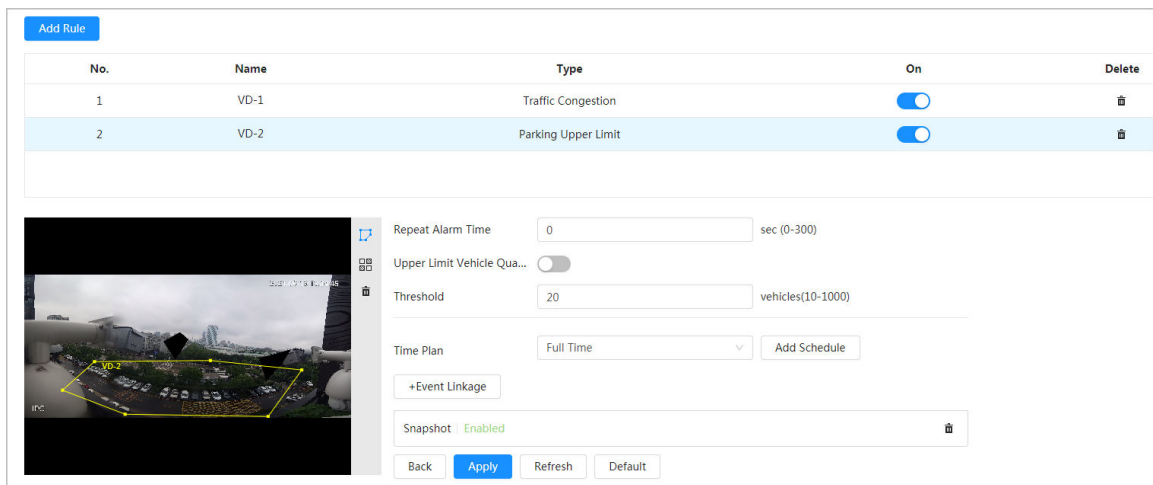 Add Rule
No. Name Type On Delete
1 VD-1 Traffic Congestion
2 VD-2 Parking Upper Limit
Repeat Alarm Time 0 sec (0-300)
Upper Limit Vehicle Qua...
Threshold 20 vehicles(10-1000)
Time Plan Full Time Add Schedule
VD-2
+Event Linkage
IPC
Snapshot Enabled
Back Apply Refresh Default